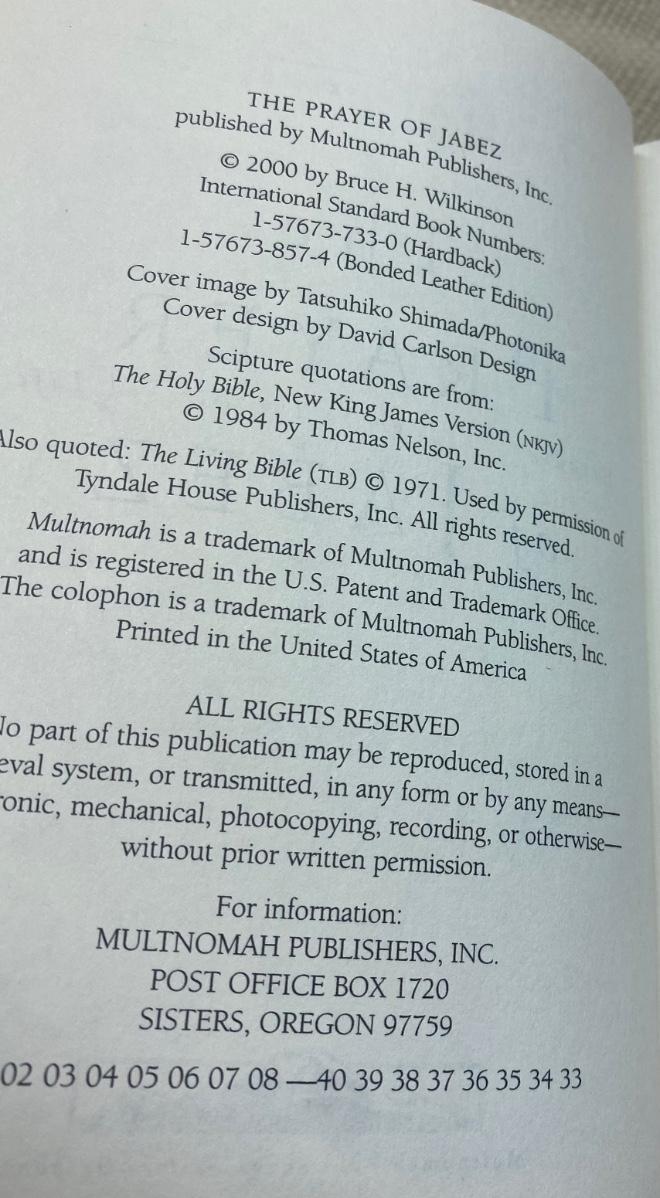 THE PRAYER OF JABEZ
published by Multnomah Publishers, Inc.
© 2000 by Bruce H. Wilkinson
International Standard Book Numbers:
1-57673-733-0 (Hardback)
1-57673-857-4 (Bonded Leather Edition)
Cover image by Tatsuhiko Shimada/Photonika
Cover design by David Carlson Design
Scipture quotations are from:
The Holy Bible, New King James Version (NKJV)
© 1984 by Thomas Nelson, Inc.
Also quoted: The Living Bible (TLB) © 1971. Used by permission of
Tyndale House Publishers, Inc. All rights reserved.
Multnomah is a trademark of Multnomah Publishers, Inc.
and is registered in the U.S. Patent and Trademark Office.
The colophon is a trademark of Multnomah Publishers, Inc.
Printed in the United States of America
ALL RIGHTS RESERVED
No part of this publication may be reproduced, stored in a
eval system, or transmitted, in any form or by any means—
ronic, mechanical, photocopying, recording, or otherwise—
without prior written permission.
For information:
MULTNOMAH PUBLISHERS, INC.
POST OFFICE BOX 1720
SISTERS, OREGON 97759
02 03 04 05 06 07 08 —40 39 38 37 36 35 34 33